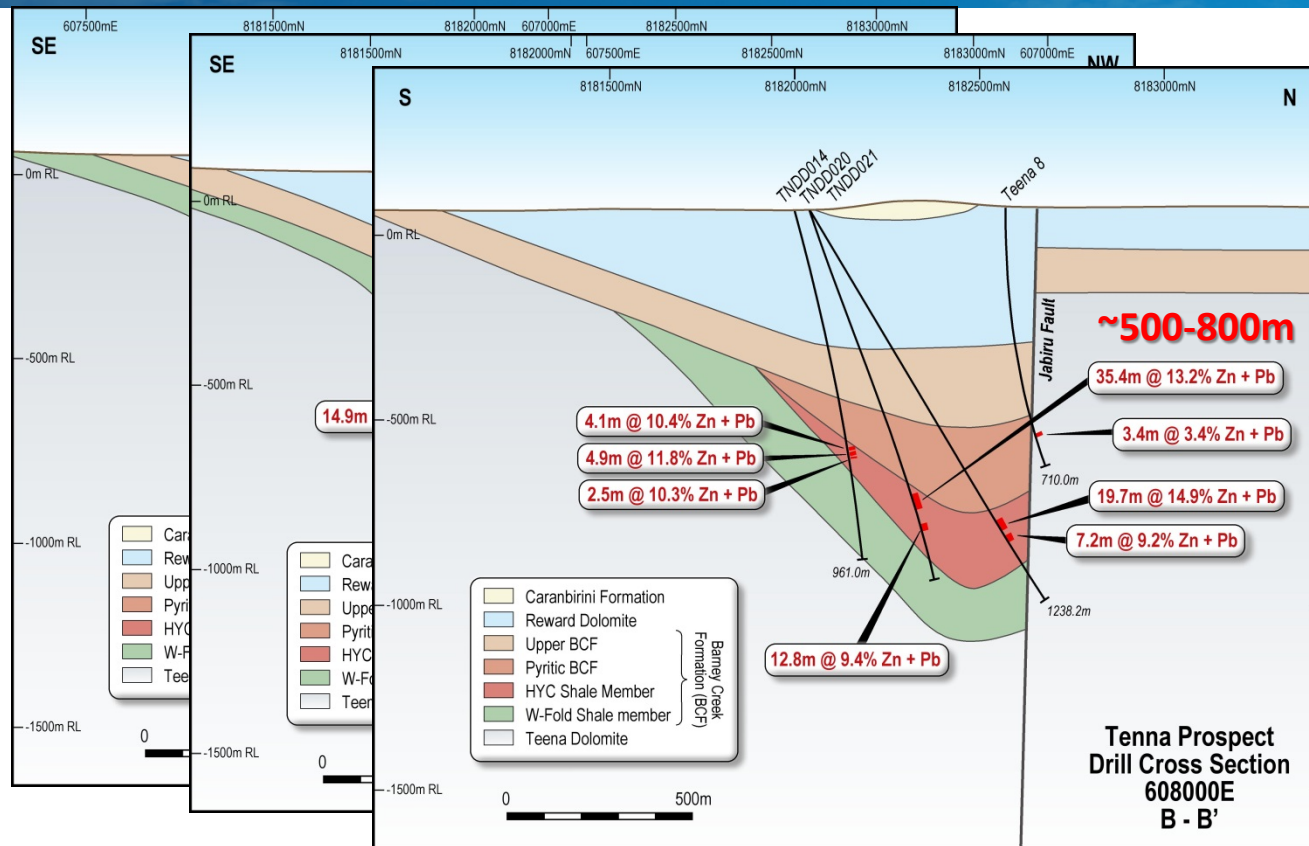 607500mE
8181500mN
8182000mN
607000mE
8182500mN
8183000mN
SE
0m RL
-500m RL
-1000m RL
-1500m RL
0
8181500mN
8182000mN
607500mE
8182500mN
8183000mN
607000mE
SE
NW
0m RL
-500m RL
14.9m
-1000m RL
-1500m RL
0
S
8181500mN
8182000mN
8182500mN
8183000mN
N
TNDD014
TNDD020
TNDD021
Teena 8
0m RL
Jabiru Fault
~500-800m
35.4m @ 13.2% Zn + Pb
-500m RL
4.1m @ 10.4% Zn + Pb
3.4m @ 3.4% Zn + Pb
4.9m @ 11.8% Zn + Pb
710.0m
2.5m @ 10.3% Zn + Pb
19.7m @ 14.9% Zn + Pb
7.2m @ 9.2% Zn + Pb
961.0m
1238.2m
-1000m RL
12.8m @ 9.4% Zn + Pb
Caranbirini Formation
Reward Dolomite
Upper BCF
Pyritic BCF
HYC Shale Member
W-Fold Shale member
Teena Dolomite
Barney Creek
Formation (BCF)
-1500m RL
0
500m
Tenna Prospect
Drill Cross Section
608000E
B - B’